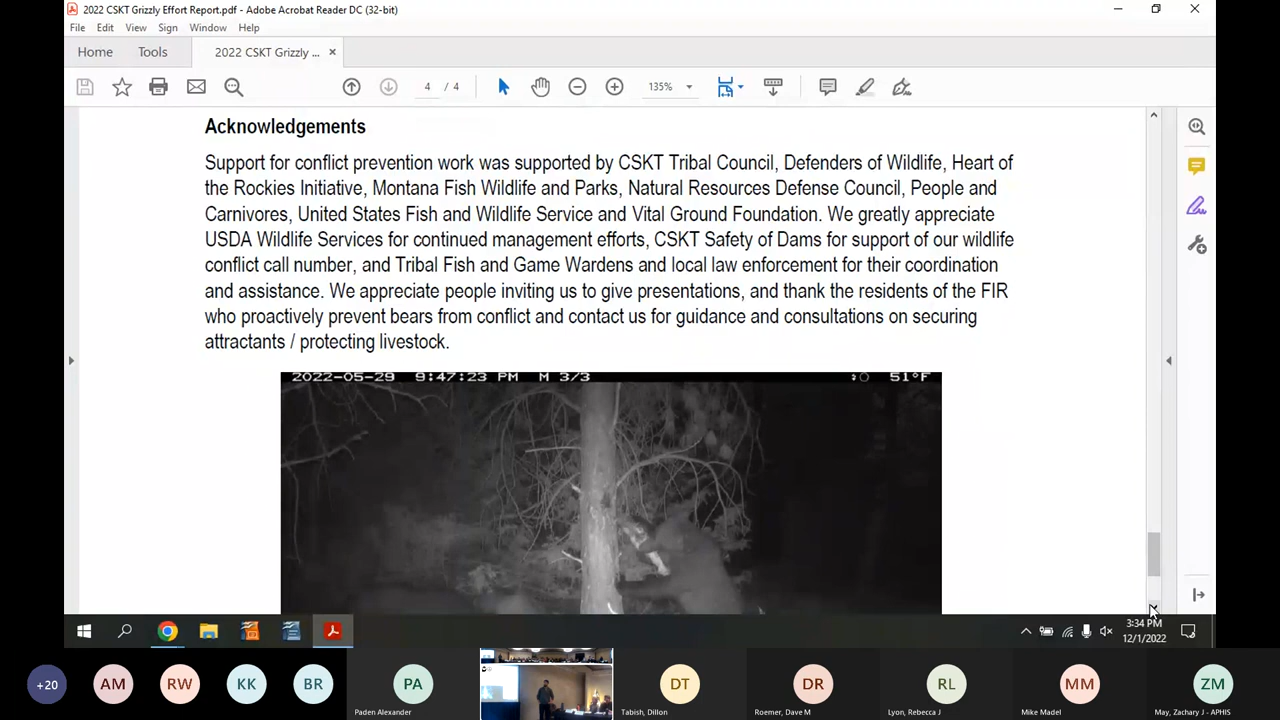 2022 CSKT Grizzly Effort Report.pdf - Adobe Acrobat Reader DC (32-bit)
File Edit View Sign Window Help
Home Tools 2022 CSKT Grizzly ... ×
4 / 4 135%
Acknowledgements
Support for conflict prevention work was supported by CSKT Tribal Council, Defenders of Wildlife, Heart of
the Rockies Initiative, Montana Fish Wildlife and Parks, Natural Resources Defense Council, People and
Carnivores, United States Fish and Wildlife Service and Vital Ground Foundation. We greatly appreciate
USDA Wildlife Services for continued management efforts, CSKT Safety of Dams for support of our wildlife
conflict call number, and Tribal Fish and Game Wardens and local law enforcement for their coordination
and assistance. We appreciate people inviting us to give presentations, and thank the residents of the FIR
who proactively prevent bears from conflict and contact us for guidance and consultations on securing
attractants / protecting livestock.
2022-05-29 9:47:23 PM M 3/3 51°F
3:34 PM
12/1/2022
+20 AM RW KK BR PA DT DR RL MM ZM
Paden Alexander Tabish, Dillon Roemer, Dave M Lyon, Rebecca J Mike Madel May, Zachary J - APHIS